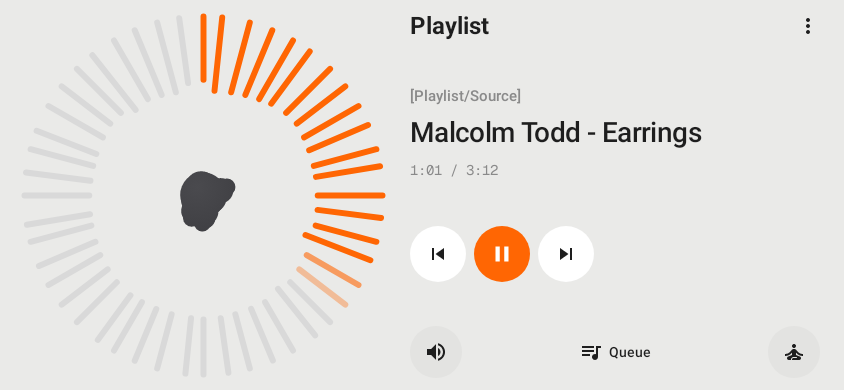 Playlist
[Playlist/Source]
Malcolm Todd - Earrings
1:01 / 3:12
Queue